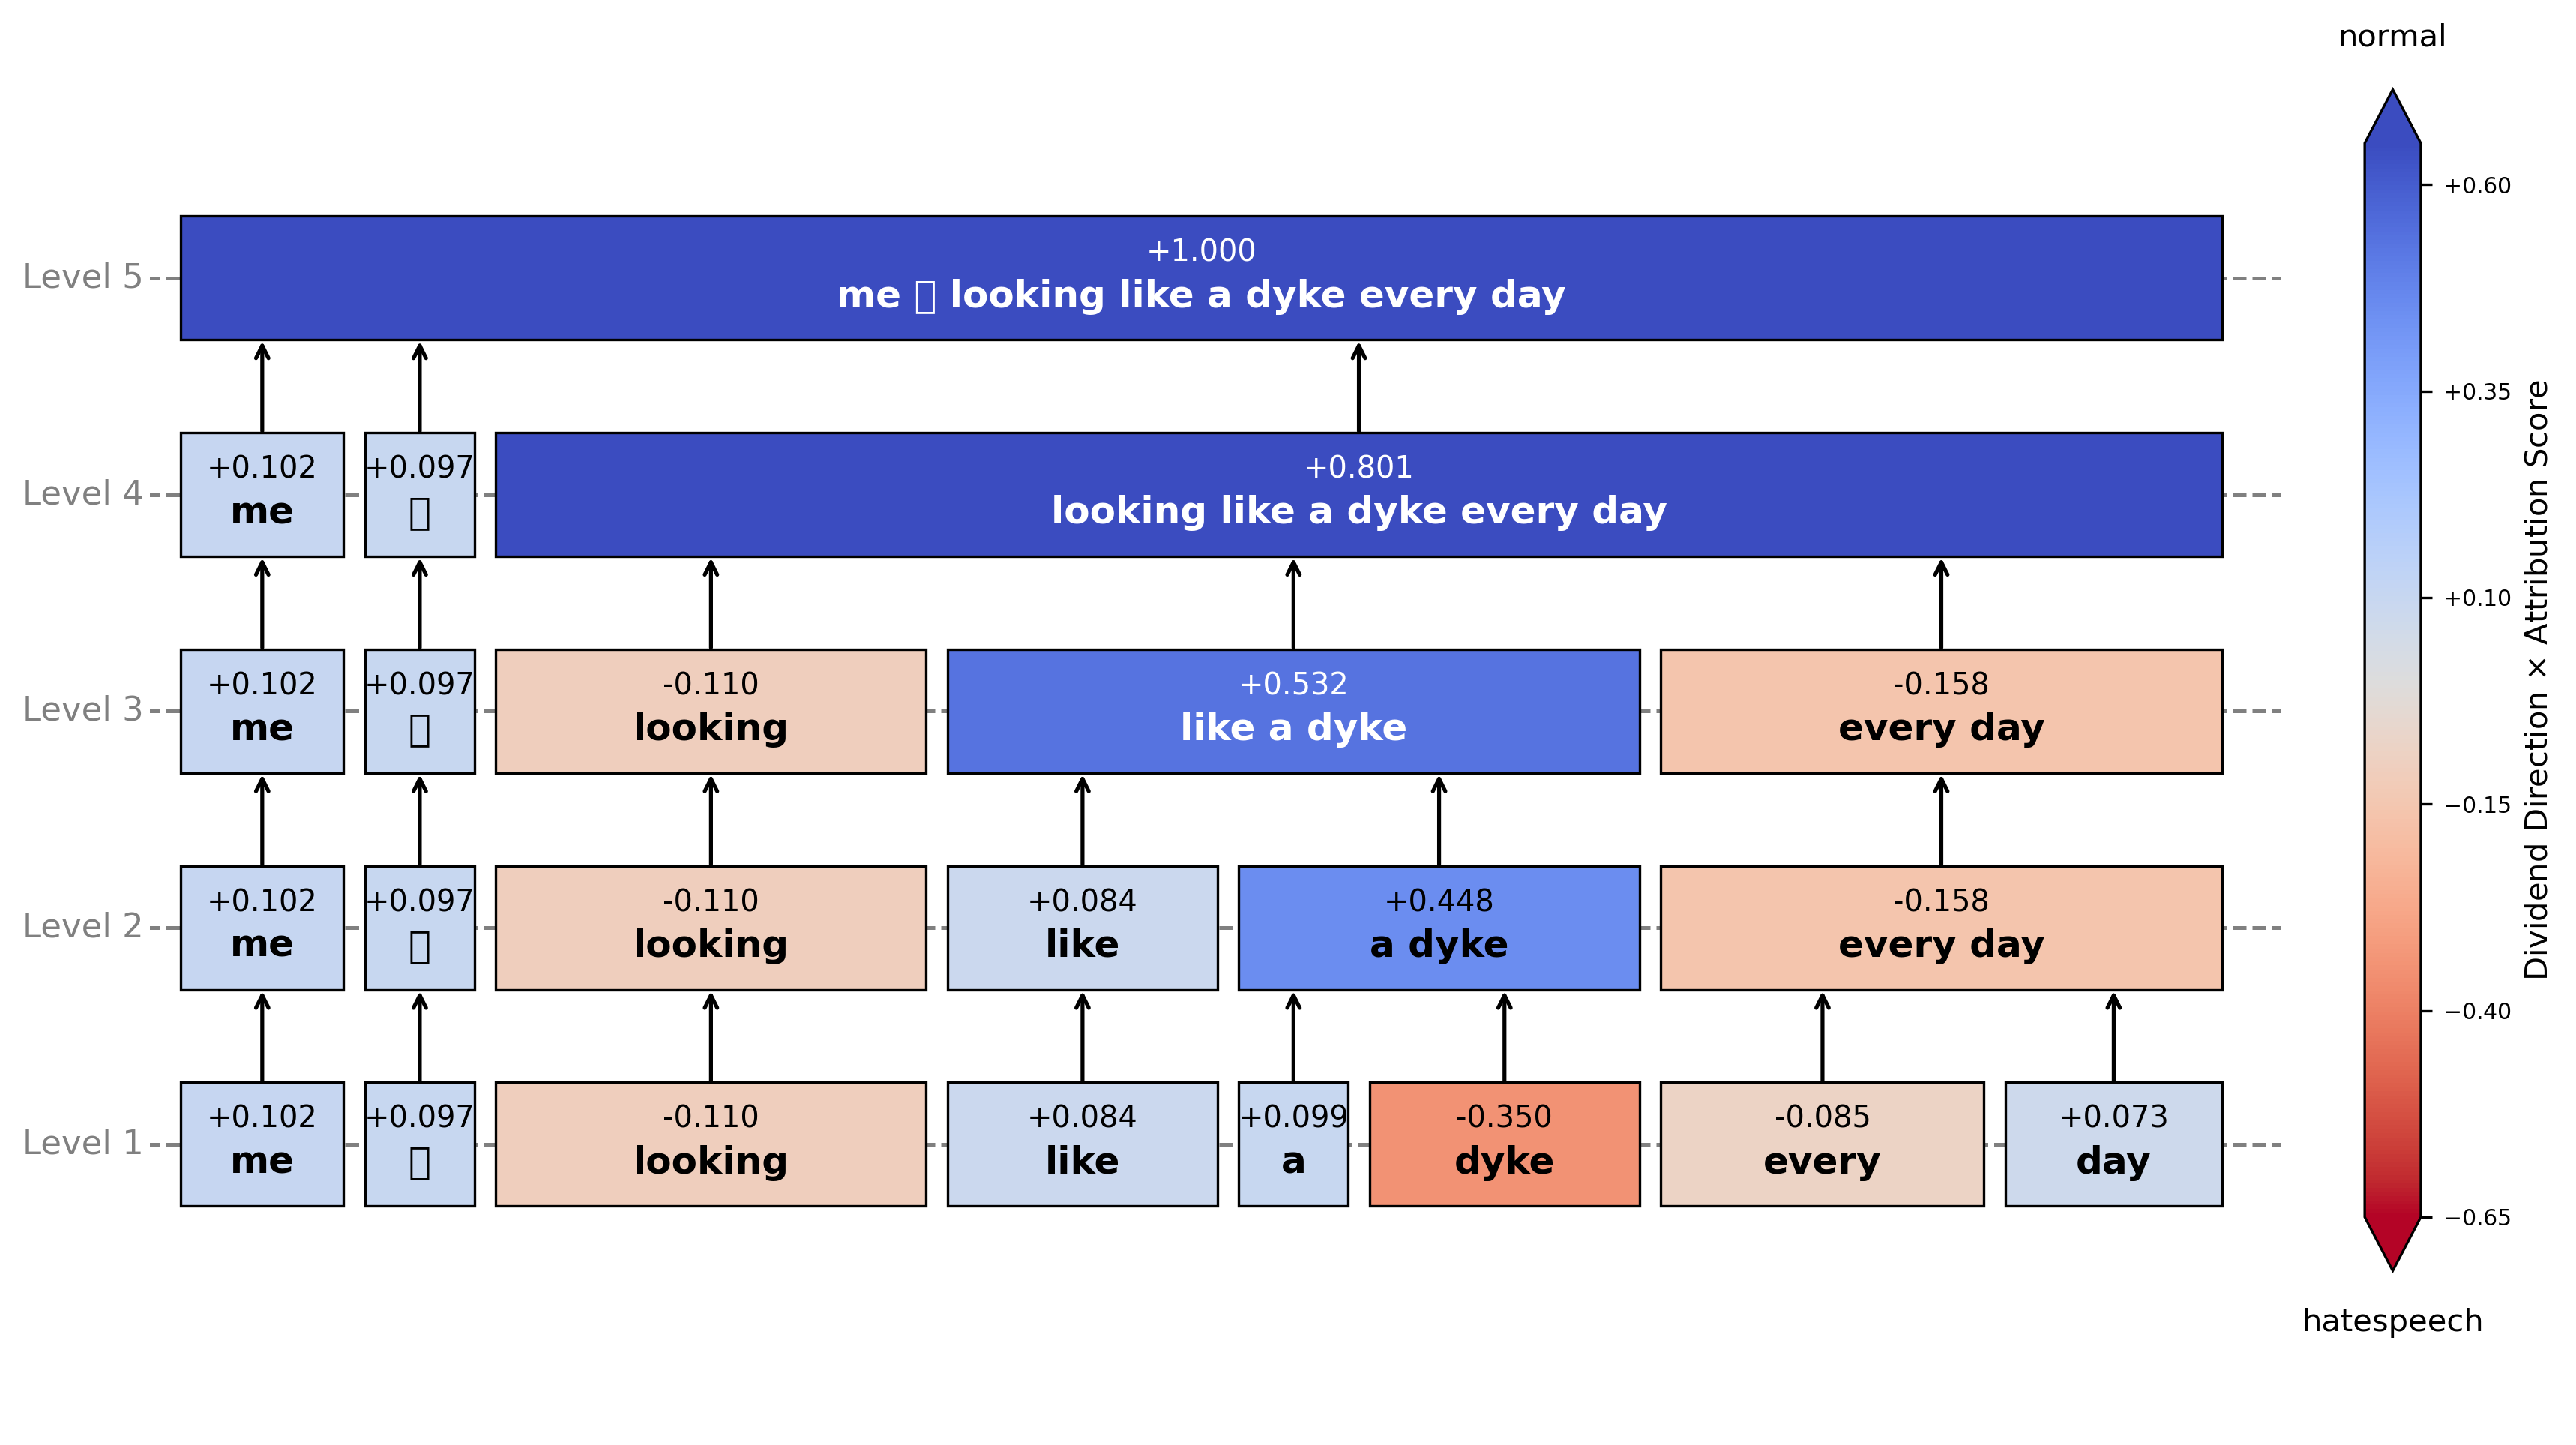 normal
Level 5
+1.000
me looking like a dyke every day
Level 4
+0.102
me
+0.097
+0.801
looking like a dyke every day
Level 3
+0.102
me
+0.097
-0.110
looking
+0.532
like a dyke
-0.158
every day
Level 2
+0.102
me
+0.097
-0.110
looking
+0.084
like
+0.448
a dyke
-0.158
every day
Level 1
+0.102
me
+0.097
-0.110
looking
+0.084
like
+0.099
a
-0.350
dyke
-0.085
every
+0.073
day
+0.60
+0.35
+0.10
−0.15
−0.40
−0.65
Dividend Direction × Attribution Score
hatespeech